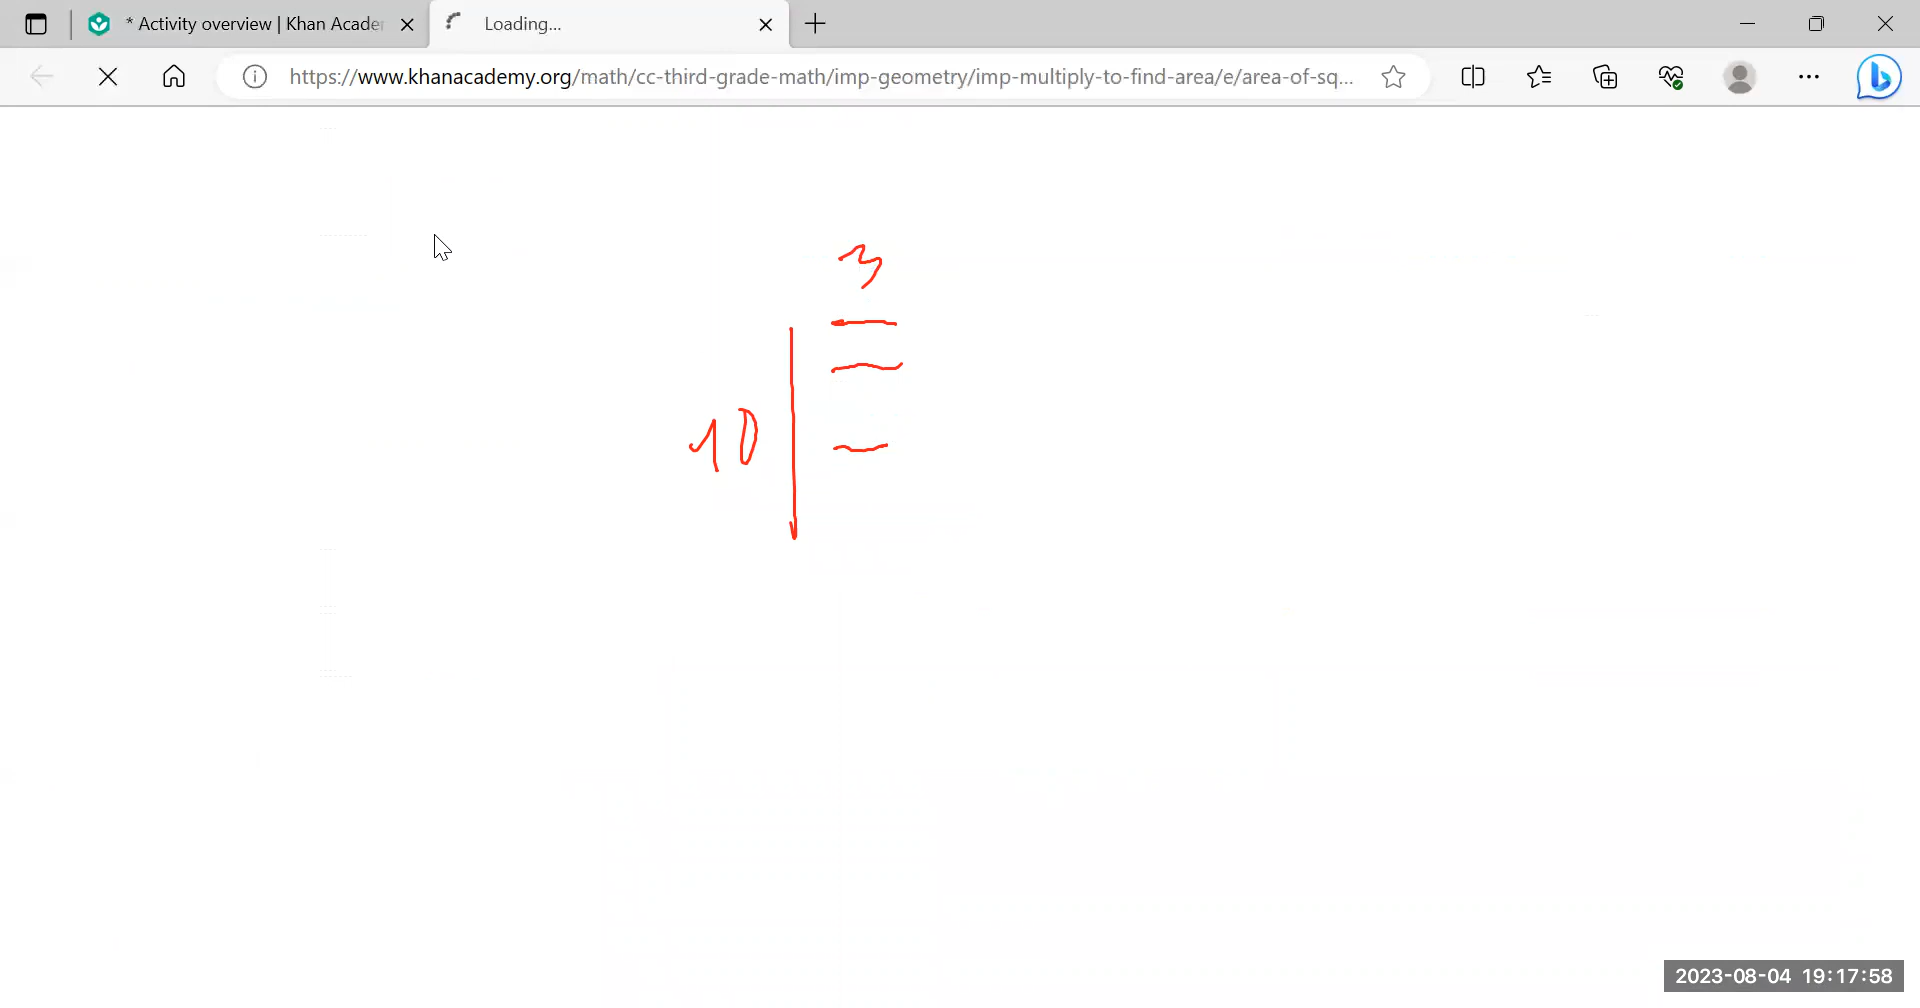 * Activity overview | Khan Acade
Loading...
https://www.khanacademy.org/math/cc-third-grade-math/imp-geometry/imp-multiply-to-find-area/e/area-of-sq...
3
10
2023-08-04 19:17:58